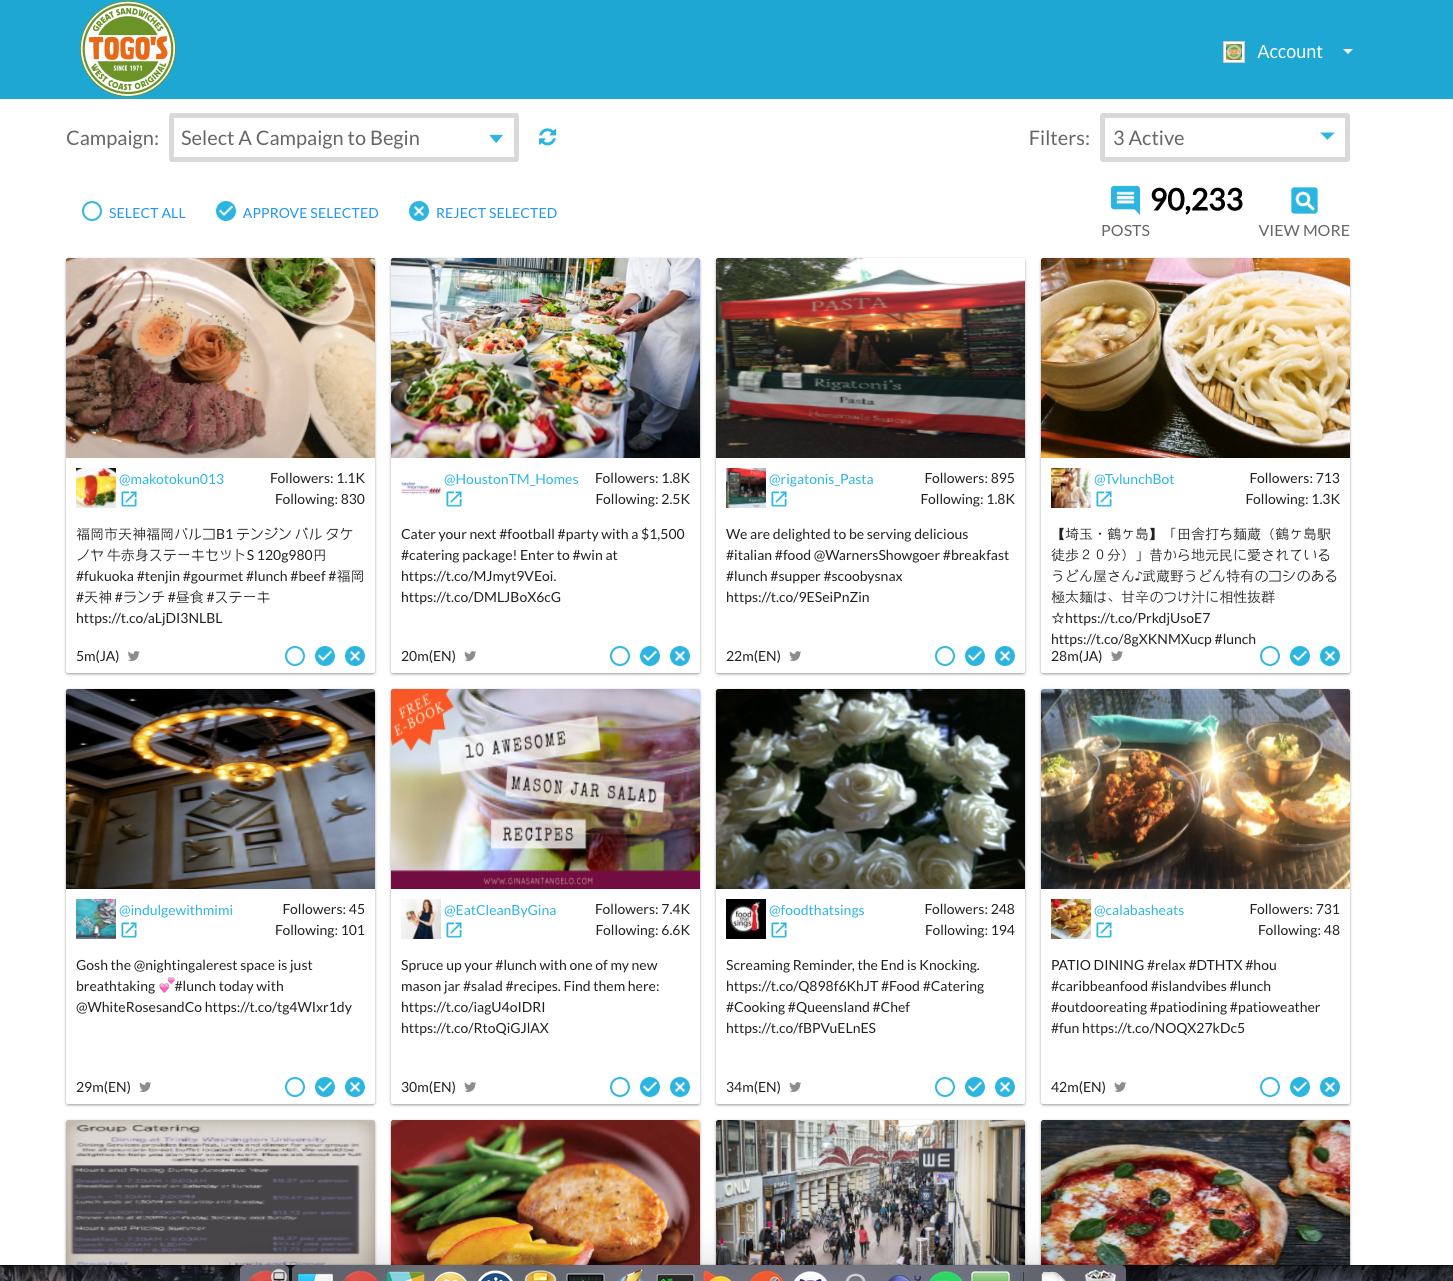 GREAT SANDWICHES
TOGO'S
SINCE 1971
WEST COAST ORIGINAL
Account
Campaign:
Select A Campaign to Begin
Filters:
3 Active
SELECT ALL
APPROVE SELECTED
REJECT SELECTED
90,233
POSTS
VIEW MORE
@makotokun013
Followers: 1.1K
Following: 830
福岡市天神福岡パルコB1 テンジン バル タケ
ノヤ 牛赤身ステーキセットS 120g980円
#fukuoka #tenjin #gourmet #lunch #beef #福岡
#天神 #ランチ #昼食 #ステーキ
https://t.co/aLjDI3NLBL
5m(JA)
@HoustonTM_Homes
Followers: 1.8K
Following: 2.5K
Cater your next #football #party with a $1,500
#catering package! Enter to #win at
https://t.co/MJmyt9VEoi.
https://t.co/DMLJBoX6cG
20m(EN)
PASTA
Rigatoni's
Pasta
Homemade Sauces
@rigatonis_Pasta
Followers: 895
Following: 1.8K
We are delighted to be serving delicious
#italian #food @WarnersShowgoer #breakfast
#lunch #supper #scoobysnax
https://t.co/9ESeiPnZin
22m(EN)
@TvlunchBot
Followers: 713
Following: 1.3K
【埼玉・鶴ヶ島】「田舎打ち麺蔵（鶴ヶ島駅
徒歩２０分）」昔から地元民に愛されている
うどん屋さん♪武蔵野うどん特有のコシのある
極太麺は、甘辛のつけ汁に相性抜群
☆https://t.co/PrkdjUsoE7
https://t.co/8gXKNMXucp #lunch
28m(JA)
@indulgewithmimi
Followers: 45
Following: 101
Gosh the @nightingalerest space is just
breathtaking 💕#lunch today with
@WhiteRosesandCo https://t.co/tg4WIxr1dy
29m(EN)
FREE
E-BOOK
10 AWESOME
MASON JAR SALAD
RECIPES
WWW.GINASANTANGELO.COM
@EatCleanByGina
Followers: 7.4K
Following: 6.6K
Spruce up your #lunch with one of my new
mason jar #salad #recipes. Find them here:
https://t.co/iagU4oIDRI
https://t.co/RtoQiGJlAX
30m(EN)
food
that
sings
@foodthatsings
Followers: 248
Following: 194
Screaming Reminder, the End is Knocking.
https://t.co/Q898f6KhJT #Food #Catering
#Cooking #Queensland #Chef
https://t.co/fBPVuELnES
34m(EN)
@calabasheats
Followers: 731
Following: 48
PATIO DINING #relax #DTHTX #hou
#caribbeanfood #islandvibes #lunch
#outdooreating #patiodining #patioweather
#fun https://t.co/NOQX27kDc5
42m(EN)
Group Catering
Dining at Trinity Washington University
Hours and Pricing During Academic Year
Hours and Pricing Summer
ONLY
WE